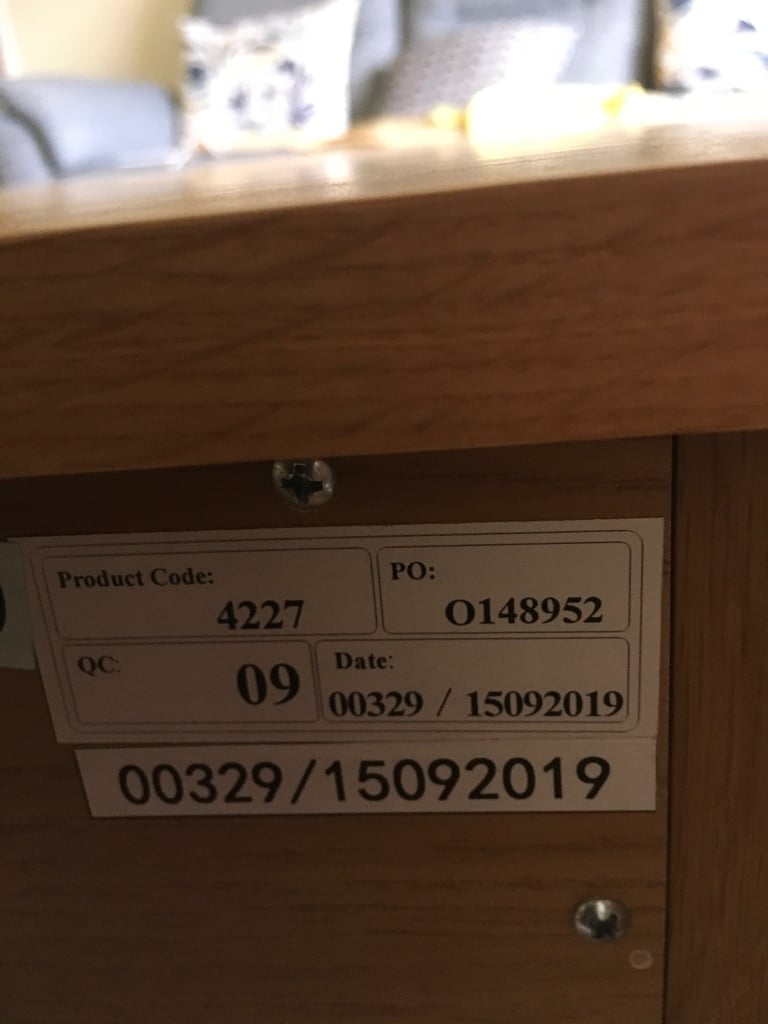 Product Code:
4227
PO:
O148952
QC:
09
Date:
00329 / 15092019
00329/15092019